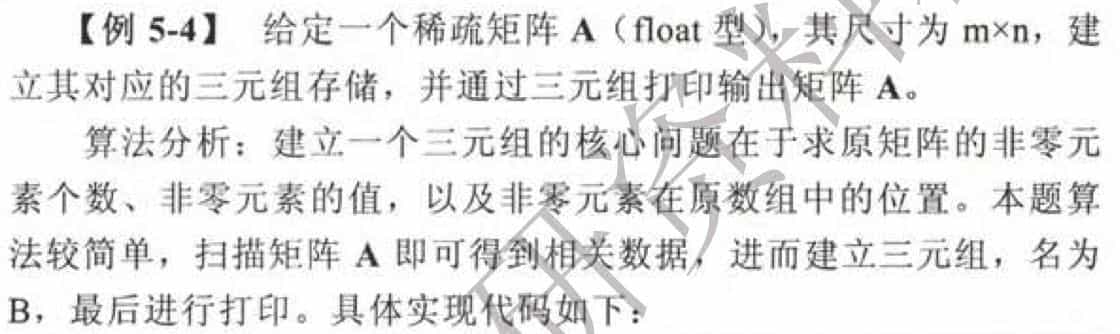 【例 5-4】 给定一个稀疏矩阵 A（float 型），其尺寸为 m×n，建
立其对应的三元组存储，并通过三元组打印输出矩阵 A。
算法分析：建立一个三元组的核心问题在于求原矩阵的非零元
素个数、非零元素的值，以及非零元素在原数组中的位置。本题算
法较简单，扫描矩阵 A 即可得到相关数据，进而建立三元组，名为
B，最后进行打印。具体实现代码如下：
研资料